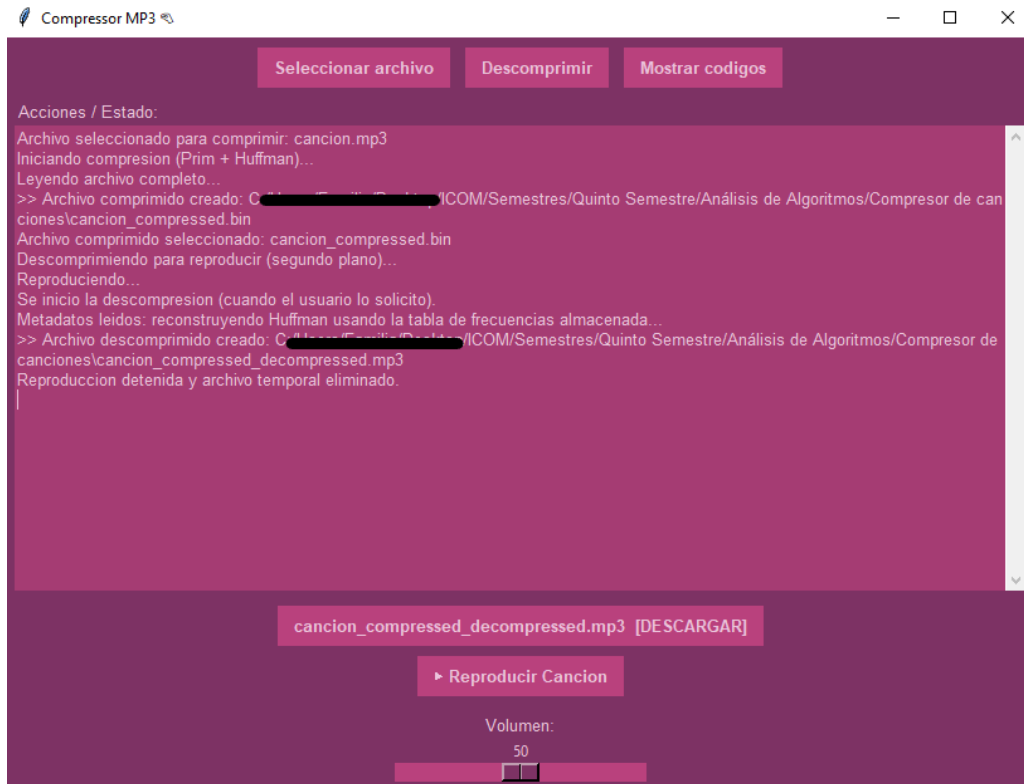 Compressor MP3
Seleccionar archivo
Descomprimir
Mostrar codigos
Acciones / Estado:
Archivo seleccionado para comprimir: cancion.mp3
Iniciando compresion (Prim + Huffman)...
Leyendo archivo completo...
>> Archivo comprimido creado: C /ICOM/Semestres/Quinto Semestre/Análisis de Algoritmos/Compresor de can
ciones\cancion_compressed.bin
Archivo comprimido seleccionado: cancion_compressed.bin
Descomprimiendo para reproducir (segundo plano)...
Reproduciendo...
Se inicio la descompresion (cuando el usuario lo solicito).
Metadatos leidos: reconstruyendo Huffman usando la tabla de frecuencias almacenada...
>> Archivo descomprimido creado: C /ICOM/Semestres/Quinto Semestre/Análisis de Algoritmos/Compresor de
canciones\cancion_compressed_decompressed.mp3
Reproduccion detenida y archivo temporal eliminado.
cancion_compressed_decompressed.mp3 [DESCARGAR]
▶ Reproducir Cancion
Volumen:
50